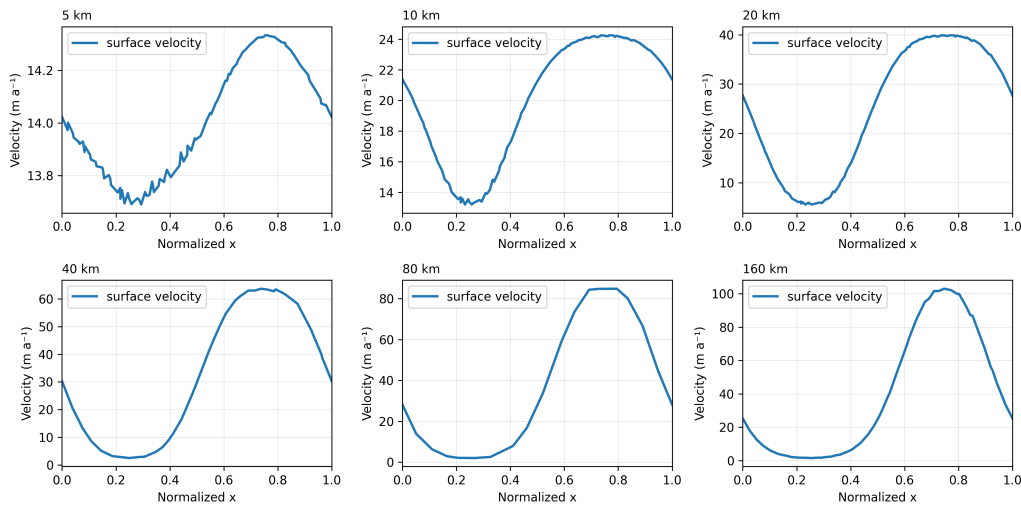 5 km
surface velocity
Velocity (m a⁻¹)
14.2
14.0
13.8
0.0 0.2 0.4 0.6 0.8 1.0
Normalized x
10 km
surface velocity
Velocity (m a⁻¹)
24
22
20
18
16
14
0.0 0.2 0.4 0.6 0.8 1.0
Normalized x
20 km
surface velocity
Velocity (m a⁻¹)
40
30
20
10
0.0 0.2 0.4 0.6 0.8 1.0
Normalized x
40 km
surface velocity
Velocity (m a⁻¹)
60
50
40
30
20
10
0
0.0 0.2 0.4 0.6 0.8 1.0
Normalized x
80 km
surface velocity
Velocity (m a⁻¹)
80
60
40
20
0
0.0 0.2 0.4 0.6 0.8 1.0
Normalized x
160 km
surface velocity
Velocity (m a⁻¹)
100
80
60
40
20
0
0.0 0.2 0.4 0.6 0.8 1.0
Normalized x